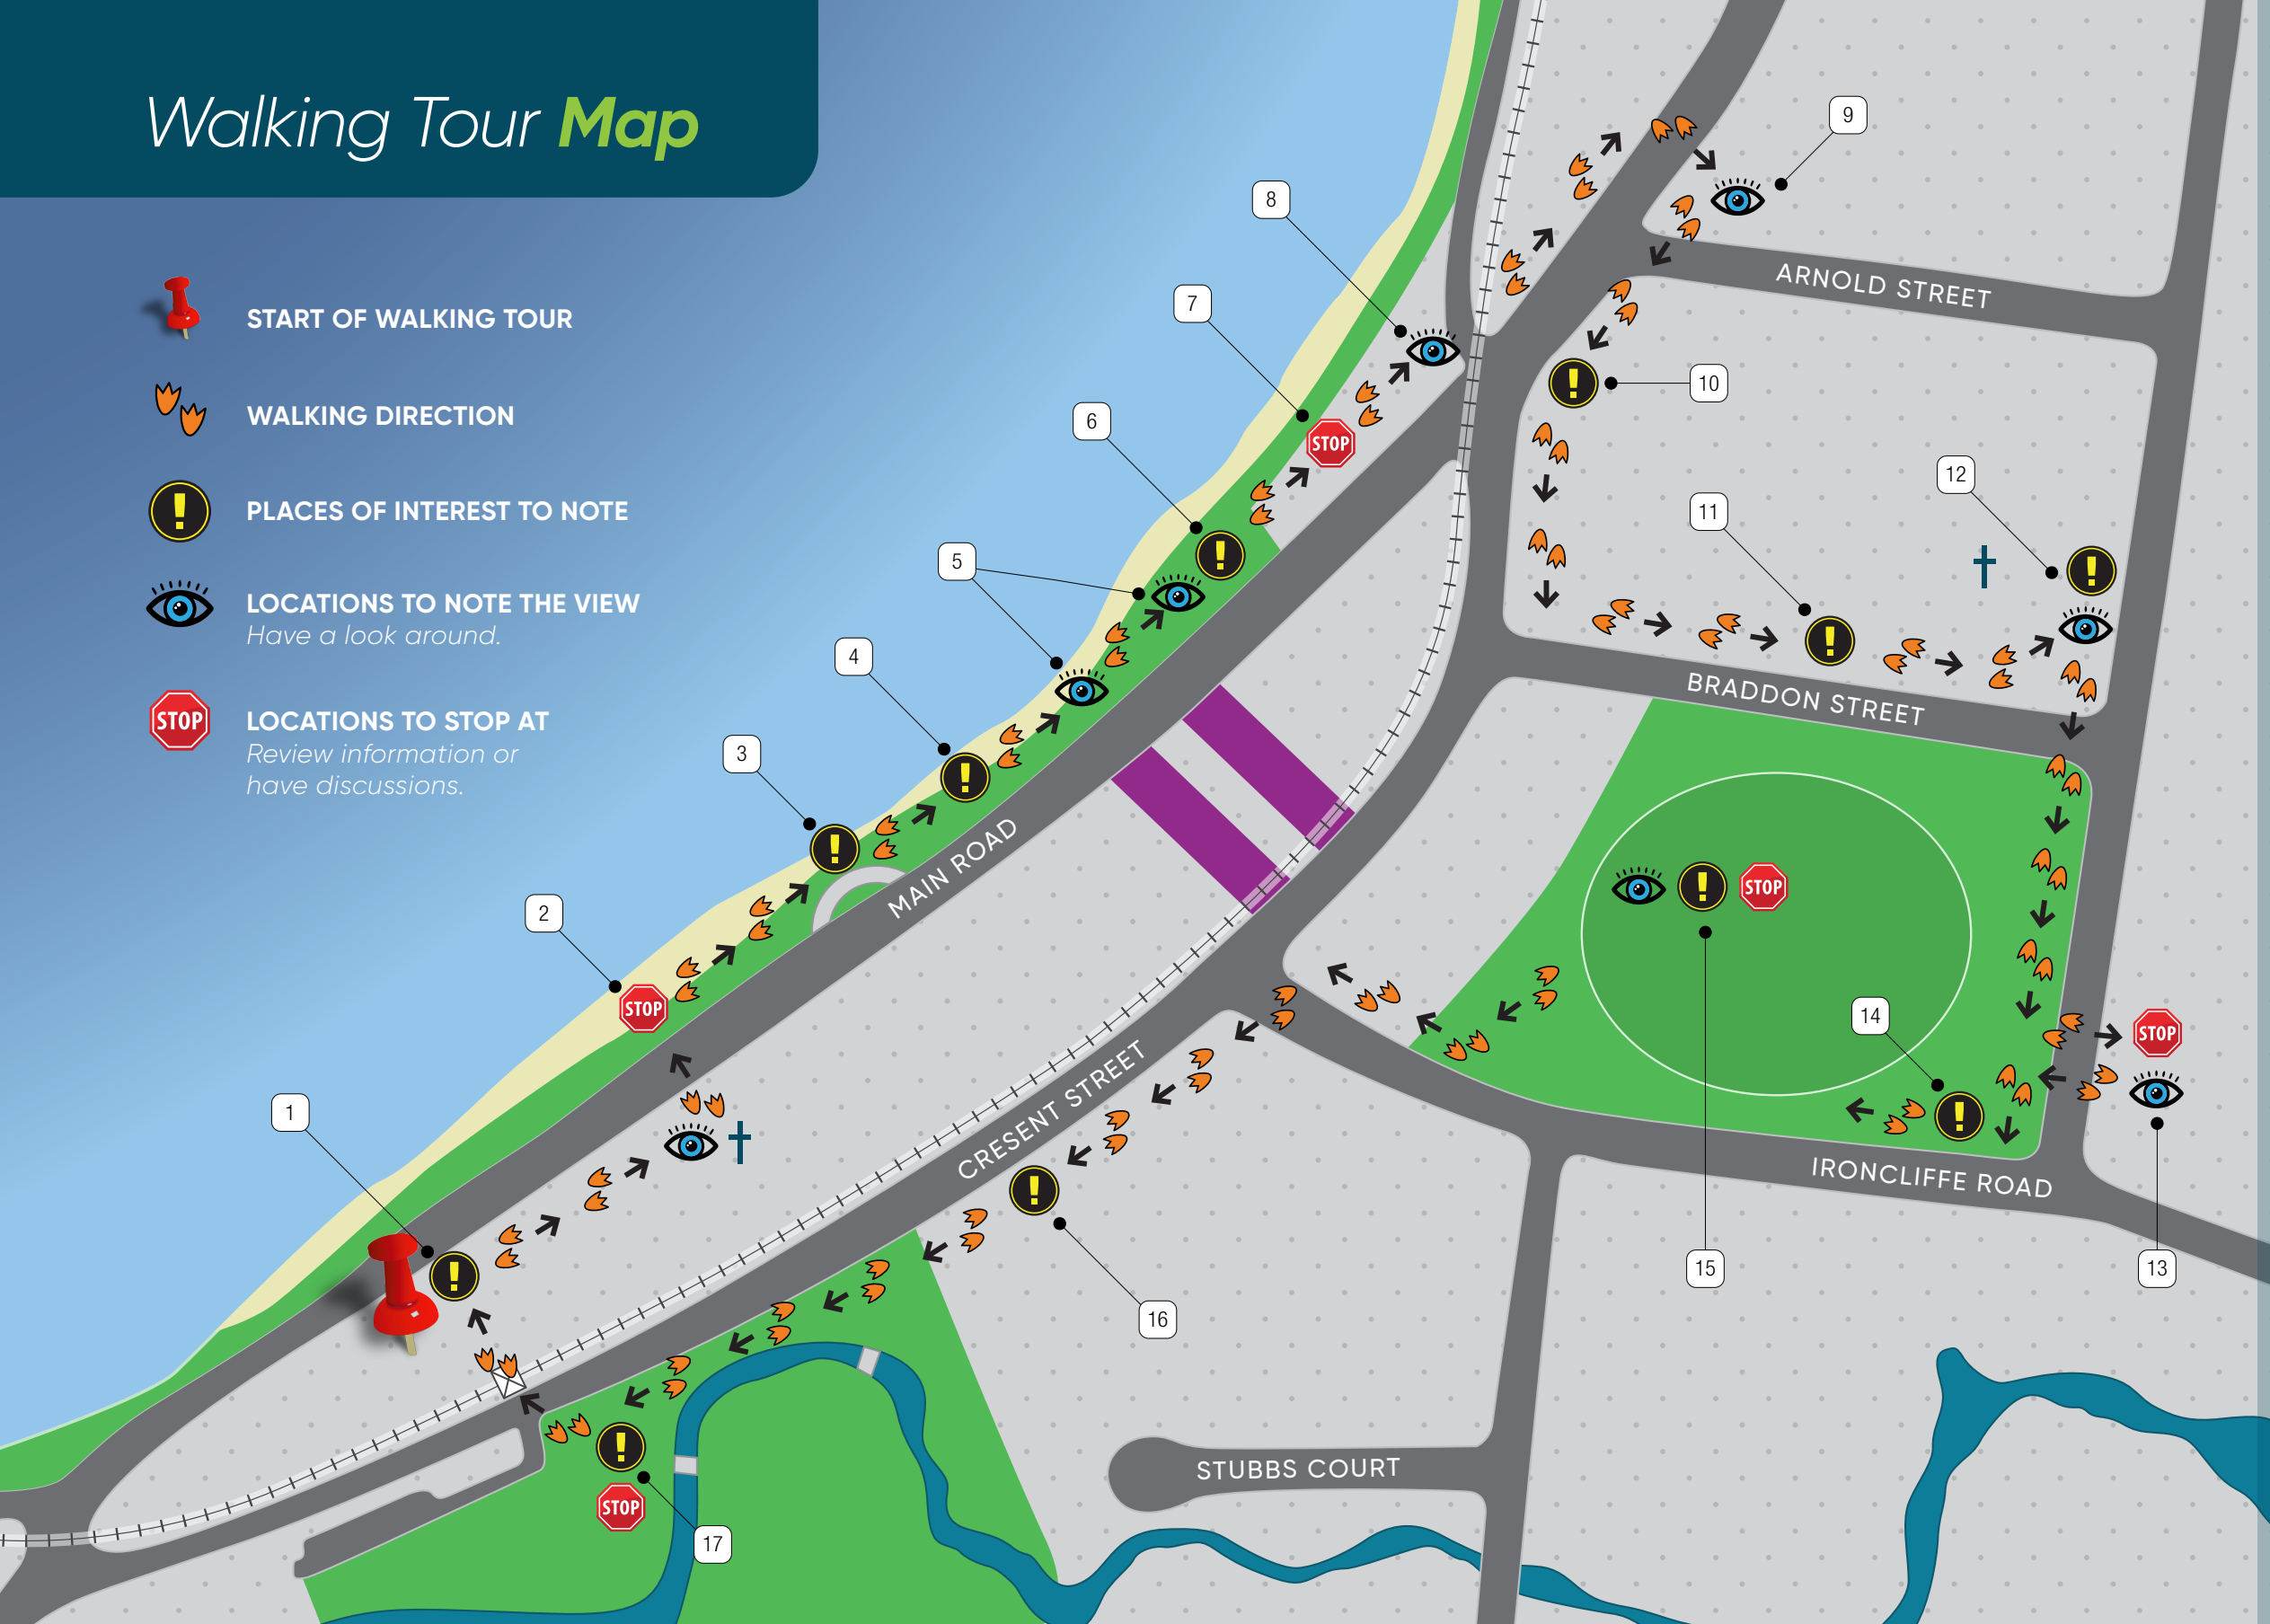 Walking Tour Map
START OF WALKING TOUR
WALKING DIRECTION
PLACES OF INTEREST TO NOTE
LOCATIONS TO NOTE THE VIEW
Have a look around.
STOP
LOCATIONS TO STOP AT
Review information or
have discussions.
9
8
7
ARNOLD STREET
6
10
STOP
12
11
5
4
BRADDON STREET
3
MAIN ROAD
STOP
2
STOP
14
STOP
CRESENT STREET
1
IRONCLIFFE ROAD
15
13
16
STUBBS COURT
STOP
17